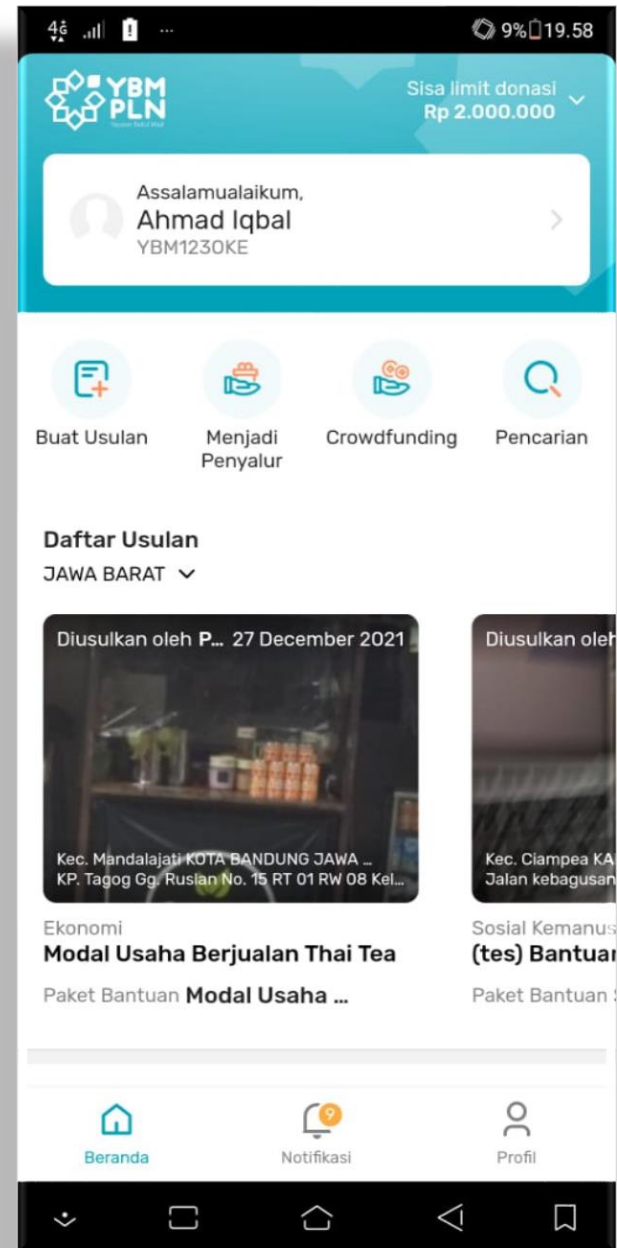 9% 19.58
YBM
PLN
Sisa limit donasi
Rp 2.000.000
Assalamualaikum,
Ahmad Iqbal
YBM1230KE
Buat Usulan
Menjadi
Penyalur
Crowdfunding
Pencarian
Daftar Usulan
JAWA BARAT
Diusulkan oleh P... 27 December 2021
Kec. Mandalajati KOTA BANDUNG JAWA ...
KP. Tagog Gg. Ruslan No. 15 RT 01 RW 08 Kel...
Ekonomi
Modal Usaha Berjualan Thai Tea
Paket Bantuan Modal Usaha ...
Diusulkan oleh
Kec. Ciampea KA
Jalan kebagusan
Sosial Kemanus
(tes) Bantuan
Paket Bantuan
9
Beranda
Notifikasi
Profil